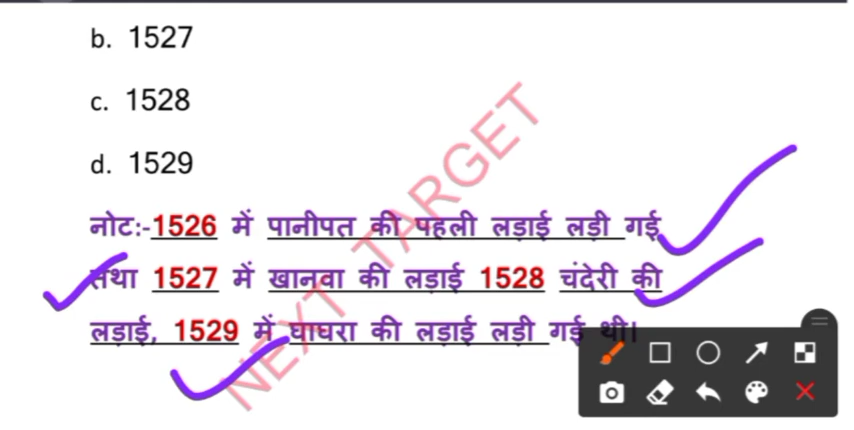 b. 1527
c. 1528
d. 1529
नोट:-1526 में पानीपत की पहली लड़ाई लड़ी गई
तथा 1527 में खानवा की लड़ाई 1528 चंदेरी की
लड़ाई, 1529 में घाघरा की लड़ाई लड़ी गई थी।
NEXT TARGET